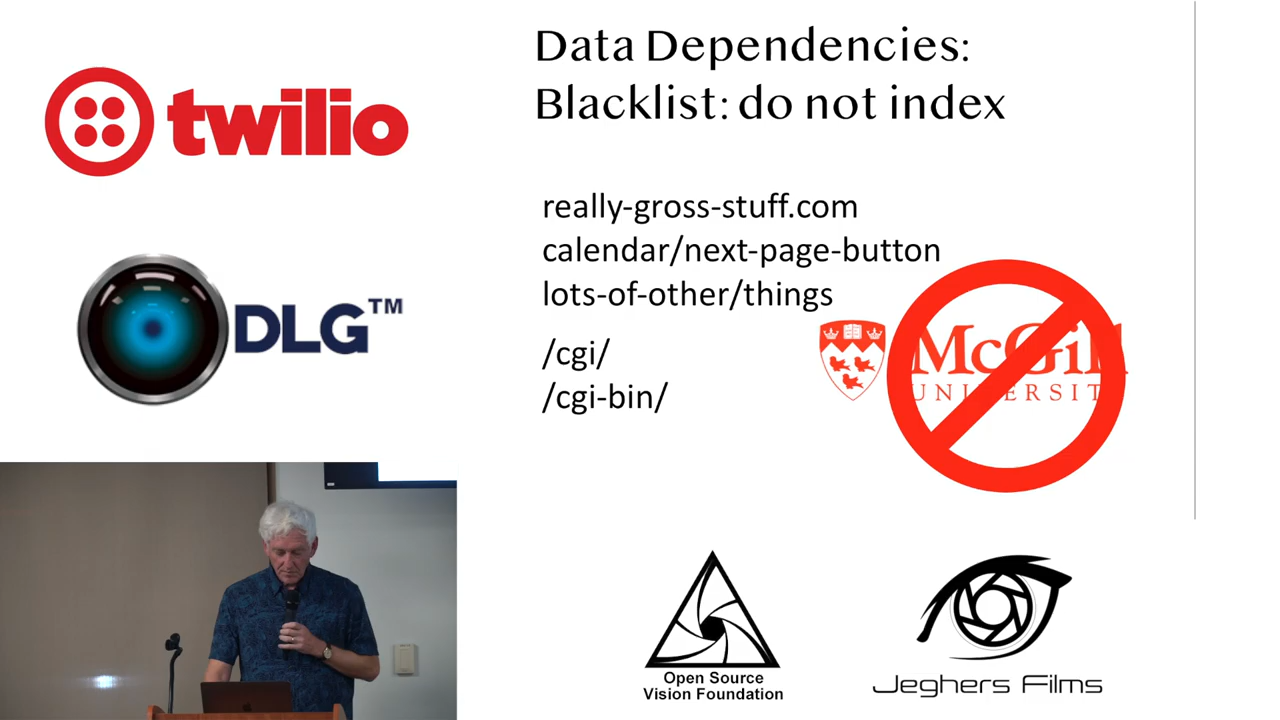 twilio
DLG™
Data Dependencies:
Blacklist: do not index
really-gross-stuff.com
calendar/next-page-button
lots-of-other/things
/cgi/
/cgi-bin/
McGill
UNIVERSITY
Open Source
Vision Foundation
Jeghers Films